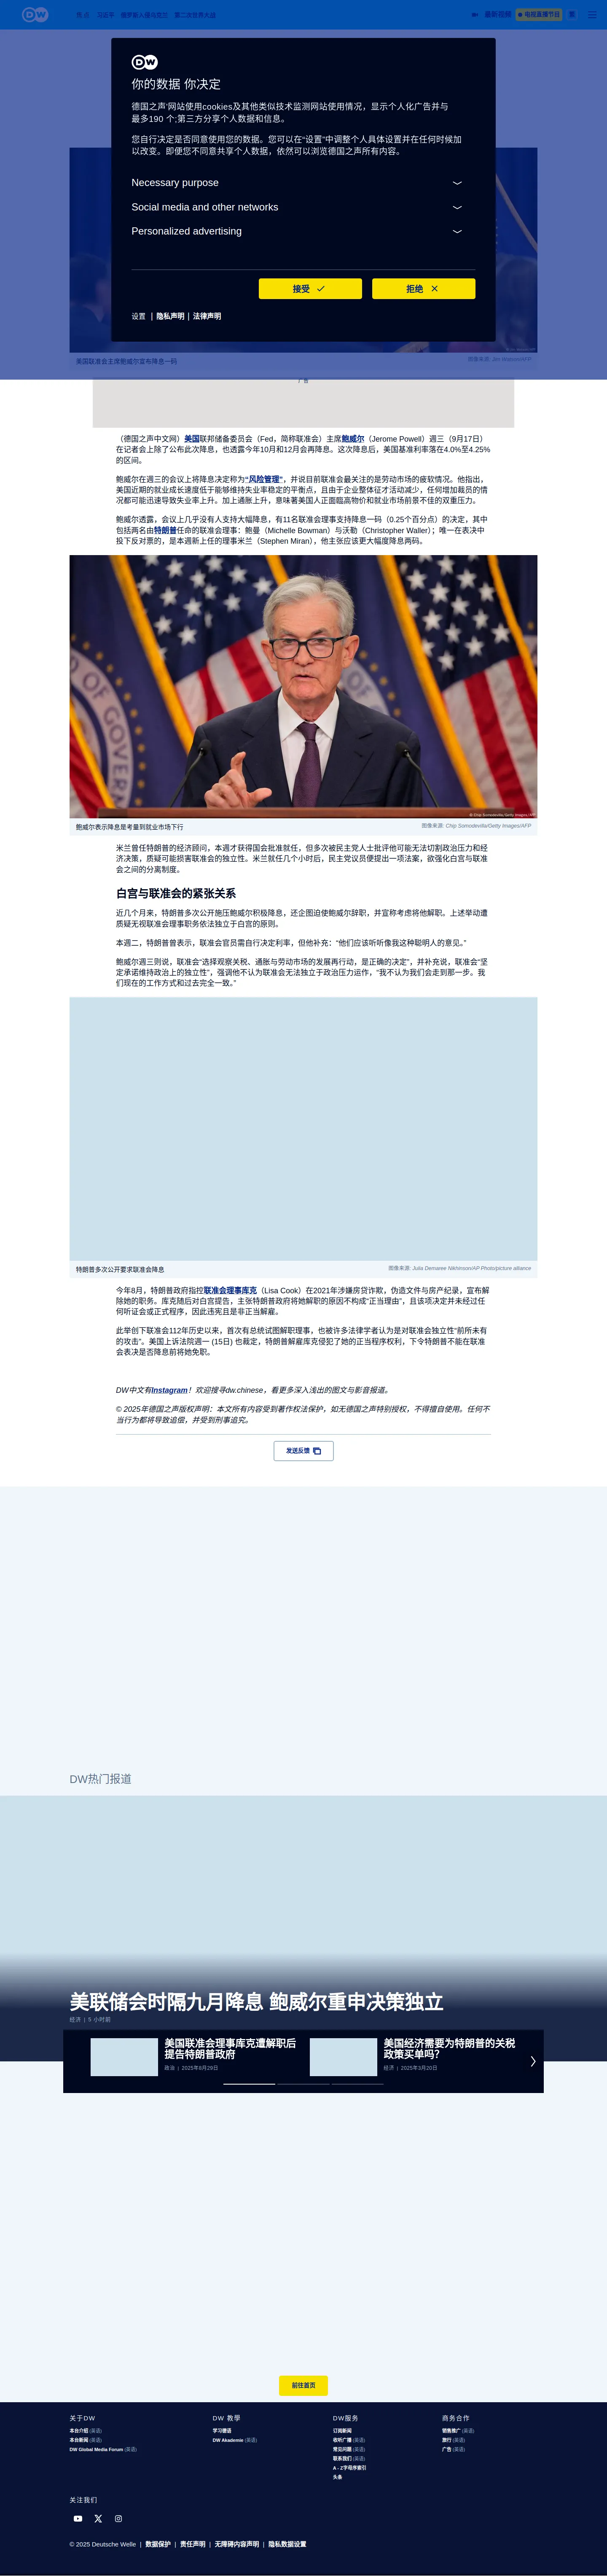 DW
热点 习近平 俄罗斯入侵乌克兰 第二次世界大战
最新视频
电视直播节目
DW
你的数据 你决定
德国之声'网站使用cookies及其他类似技术监测网站使用情况，显示个人化广告并与
最多190 个;第三方分享个人数据和信息。
您自行决定是否同意使用您的数据。您可以在“设置”中调整个人具体设置并在任何时候加
以改变。即便您不同意共享个人数据，依然可以浏览德国之声所有内容。
Necessary purpose
Social media and other networks
Personalized advertising
接受
拒绝
设置 | 隐私声明 | 法律声明
美国联准会主席鲍威尔宣布降息一码
广告
（德国之声中文网）美国联邦储备委员会（Fed，简称联准会）主席鲍威尔（Jerome Powell）週三（9月17日）
在记者会上除了公布此次降息，也透露今年10月和12月会再降息。这次降息后，美国基准利率落在4.0%至4.25%
的区间。
鲍威尔在週三的会议上将降息决定称为“风险管理”，并说目前联准会最关注的是劳动市场的疲软情况。他指出，
美国近期的就业成长速度低于能够维持失业率稳定的平衡点，且由于企业整体征才活动减少，任何增加裁员的情
况都可能迅速导致失业率上升。加上通膨上升，意味著美国人正面临高物价和就业市场前景不佳的双重压力。
鲍威尔透露，会议上几乎没有人支持大幅降息，有11名联准会理事支持降息一码（0.25个百分点）的决定，其中
包括两名由特朗普任命的联准会理事：鲍曼（Michelle Bowman）与沃勒（Christopher Waller）；唯一在表决中
投下反对票的，是本週新上任的理事米兰（Stephen Miran），他主张应该更大幅度降息两码。
鲍威尔表示降息是考量到就业市场下行
图像来源: Chip Somodevilla/Getty Images/AFP
米兰曾任特朗普的经济顾问，本週才获得国会批准就任，但多次被民主党人士批评他可能无法切割政治压力和经
济决策，质疑可能损害联准会的独立性。米兰就任几个小时后，民主党议员便提出一项法案，欲强化白宫与联准
会之间的分离制度。
白宫与联准会的紧张关系
近几个月来，特朗普多次公开施压鲍威尔积极降息，还企图迫使鲍威尔辞职，并宣称考虑将他解职。上述举动遭
质疑无视联准会理事职务依法独立于白宫的原则。
本週二，特朗普曾表示，联准会官员需自行决定利率，但他补充：“他们应该听听像我这种聪明人的意见。”
鲍威尔週三则说，联准会“选择观察关税、通胀与劳动市场的发展再行动，是正确的决定”，并补充说，联准会“坚
定承诺维持政治上的独立性”，强调他不认为联准会无法独立于政治压力运作，“我不认为我们会走到那一步。我
们现在的工作方式和过去完全一致。”
特朗普多次公开要求联准会降息
图像来源: Julia Demaree Nikhinson/AP Photo/picture alliance
今年8月，特朗普政府指控联准会理事库克（Lisa Cook）在2021年涉嫌房贷诈欺，伪造文件与房产纪录，宣布解
除她的职务。库克随后对白宫提告，主张特朗普政府将她解职的原因不构成“正当理由”，且该项决定并未经过任
何听证会或正式程序，因此违宪且是非正当解雇。
此举创下联准会112年历史以来，首次有总统试图解职理事，也被许多法律学者认为是对联准会独立性“前所未有
的攻击”。美国上诉法院週一 (15日) 也裁定，特朗普解雇库克侵犯了她的正当程序权利，下令特朗普不能在联准
会表决是否降息前将她免职。
DW中文有Instagram！欢迎搜寻dw.chinese，看更多深入浅出的图文与影音报道。
© 2025年德国之声版权声明：本文所有内容受到著作权法保护，如无德国之声特别授权，不得擅自使用。任何不
当行为都将导致追偿，并受到刑事追究。
发送反馈
DW热门报道
美联储会时隔九月降息 鲍威尔重申决策独立
经济 | 5 小时前
美国联准会理事库克遭解职后
提告特朗普政府
政治 | 2025年8月29日
美国经济需要为特朗普的关税
政策买单吗?
经济 | 2025年3月20日
前往首页
关于DW
本台介绍 (英语)
本台新闻 (英语)
DW Global Media Forum (英语)
DW 教學
学习德语
DW Akademie (英语)
DW服务
订阅新闻
收听广播 (英语)
常见问题 (英语)
联系我们 (英语)
A - Z字母序索引
头条
商务合作
销售推广 (英语)
旅行 (英语)
广告 (英语)
关注我们
© 2025 Deutsche Welle | 数据保护 | 责任声明 | 无障碍内容声明 | 隐私数据设置